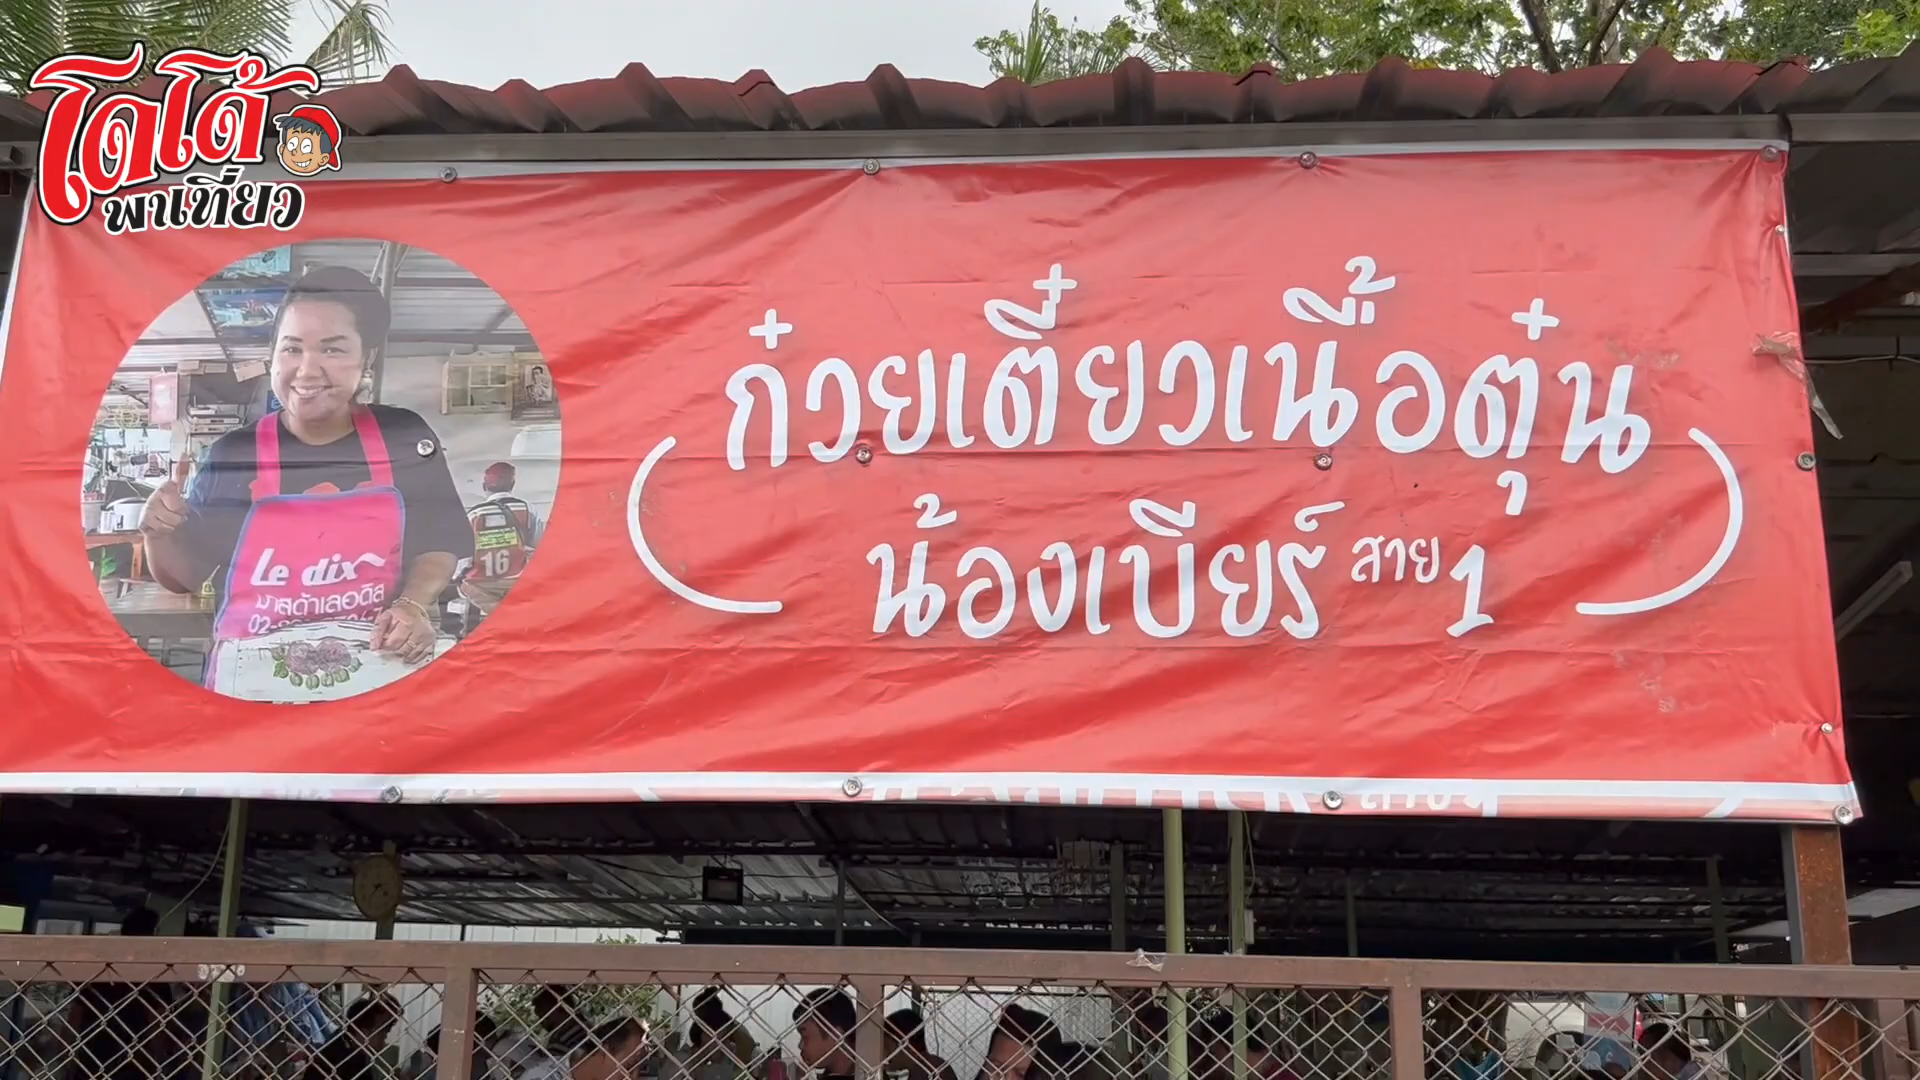 โดโด้
พาเที่ยว
ก๋วยเตี๋ยวเนื้อตุ๋น
น้องเบียร์ สาย 1
Le dix
มาสด้าเลอดิส
16